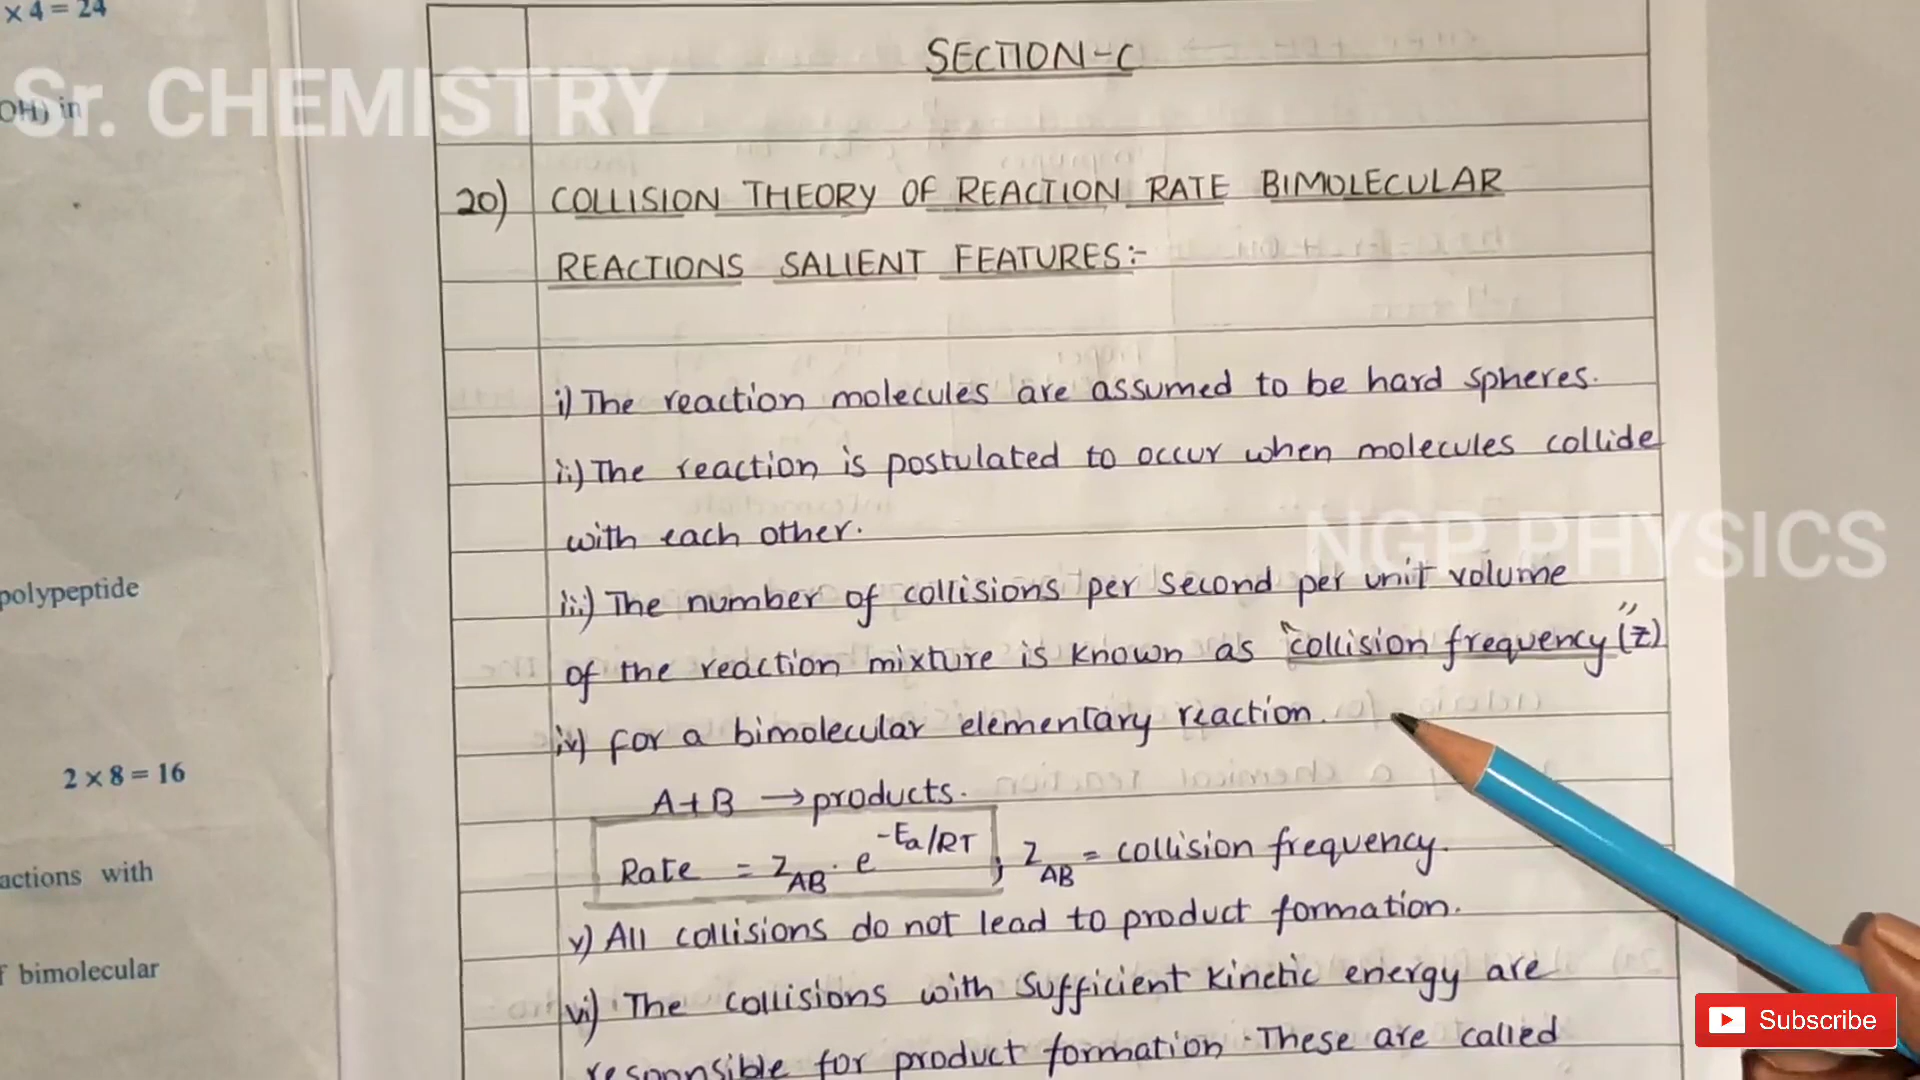 × 4 = 24
Sr. CHEMISTRY
OH) in
SECTION-C
20) COLLISION THEORY OF REACTION RATE BIMOLECULAR
REACTIONS SALIENT FEATURES:-
i) The reaction molecules are assumed to be hard spheres.
ii) The reaction is postulated to occur when molecules collide
with each other.
NGP PHYSICS
iii) The number of collisions per second per unit volume
of the reaction mixture is known as "collision frequency (z)"
polypeptide
iv) for a bimolecular elementary reaction.
2 × 8 = 16
A+B → products.
Rate = Z_AB . e^-Ea/RT ; Z_AB = collision frequency.
actions with
v) All collisions do not lead to product formation.
f bimolecular
vi) The collisions with sufficient kinetic energy are
responsible for product formation. These are called
Subscribe